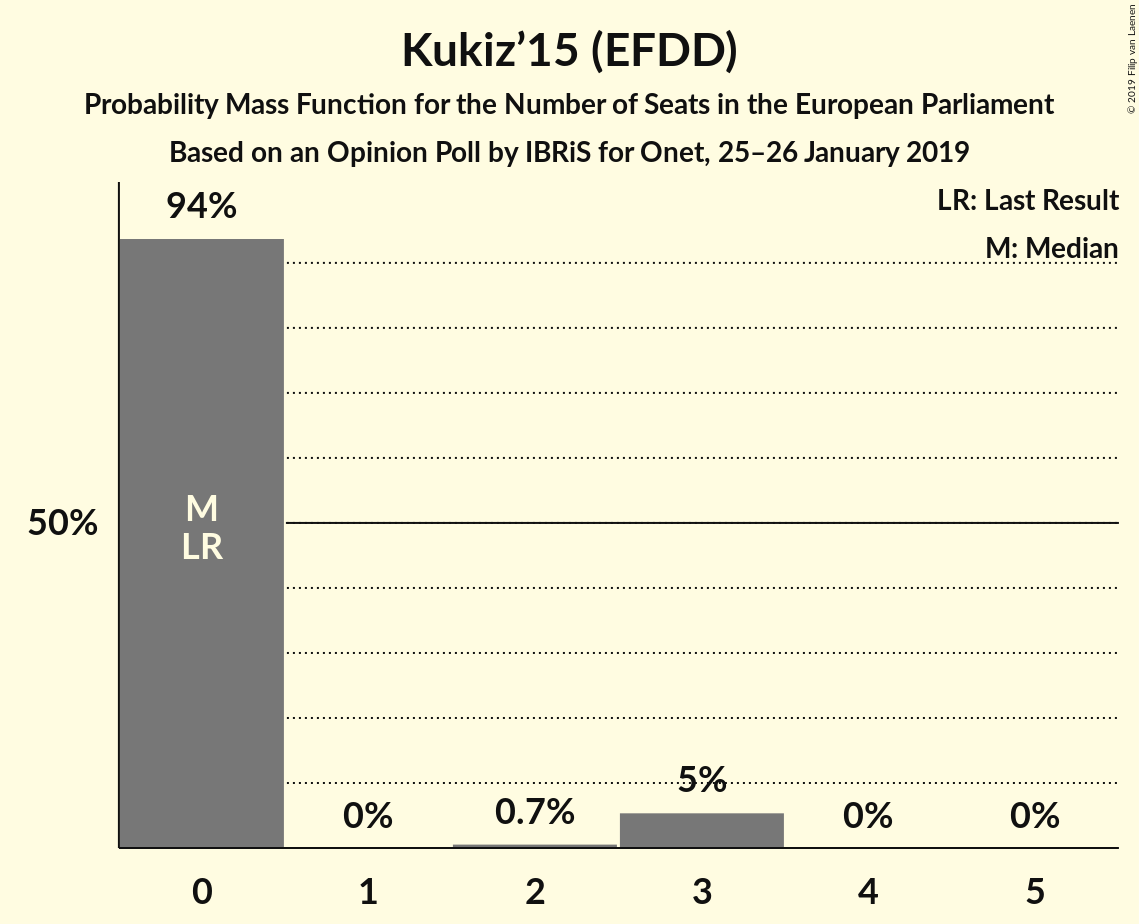 Kukiz’15 (EFDD)
Probability Mass Function for the Number of Seats in the European Parliament
Based on an Opinion Poll by IBRiS for Onet, 25–26 January 2019
© 2019 Filip van Laenen
LR: Last Result
M: Median
94%
50%
M
LR
0%
0.7%
5%
0%
0%
0
1
2
3
4
5